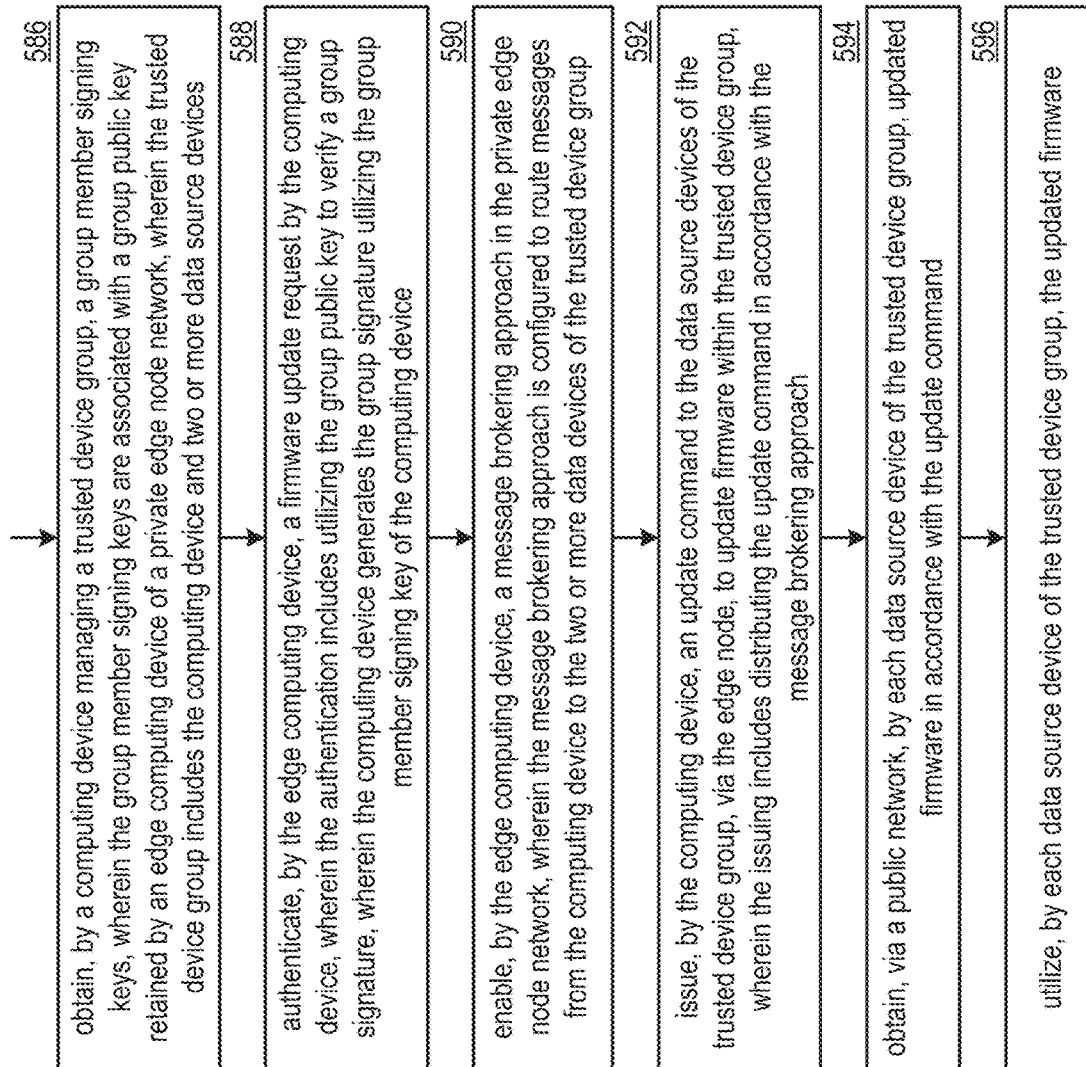 586
obtain, by a computing device managing a trusted device group, a group member signing
keys, wherein the group member signing keys are associated with a group public key
retained by an edge computing device of a private edge node network, wherein the trusted
device group includes the computing device and two or more data source devices
588
authenticate, by the edge computing device, a firmware update request by the computing
device, wherein the authentication includes utilizing the group public key to verify a group
signature, wherein the computing device generates the group signature utilizing the group
member signing key of the computing device
590
enable, by the edge computing device, a message brokering approach in the private edge
node network, wherein the message brokering approach is configured to route messages
from the computing device to the two or more data devices of the trusted device group
592
issue, by the computing device, an update command to the data source devices of the
trusted device group, via the edge node, to update firmware within the trusted device group,
wherein the issuing includes distributing the update command in accordance with the
message brokering approach
594
obtain, via a public network, by each data source device of the trusted device group, updated
firmware in accordance with the update command
596
utilize, by each data source device of the trusted device group, the updated firmware